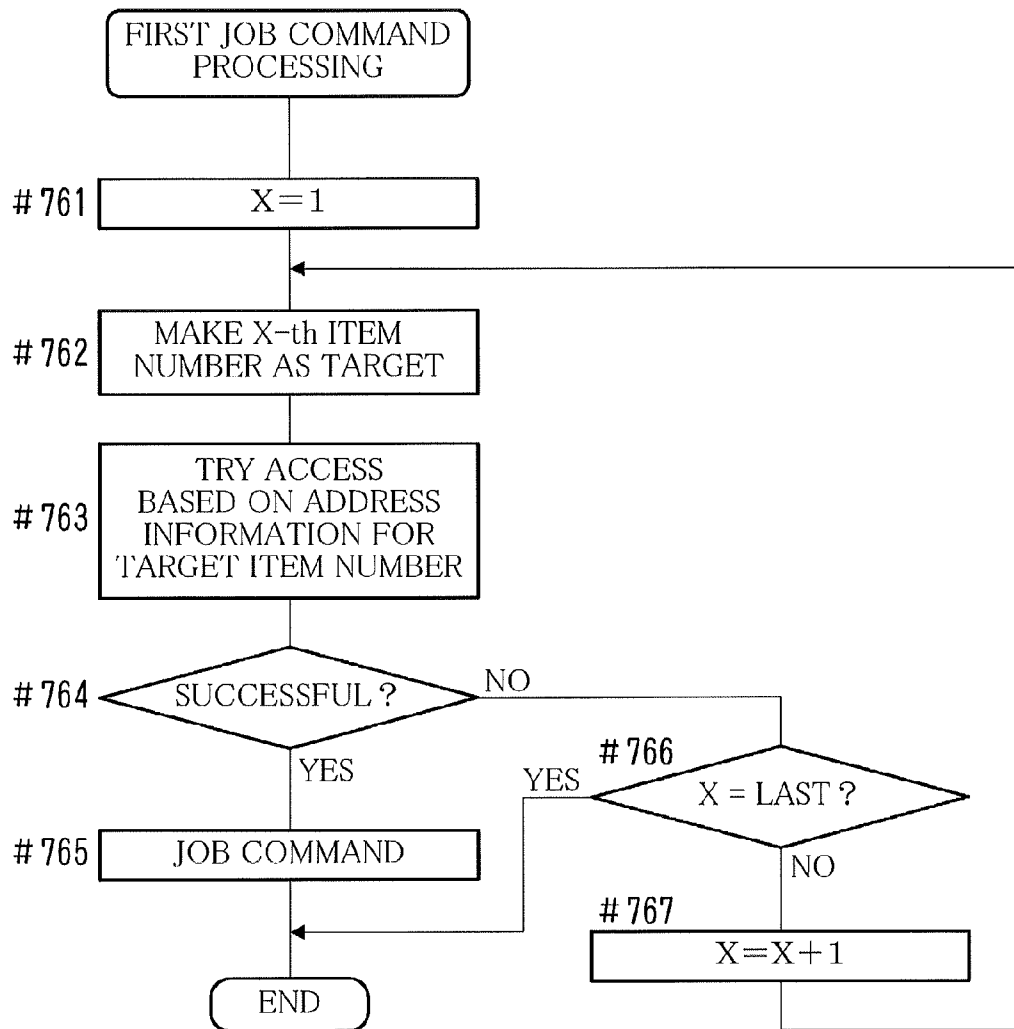 FIRST JOB COMMAND
PROCESSING
# 761
X=1
# 762
MAKE X-th ITEM
NUMBER AS TARGET
# 763
TRY ACCESS
BASED ON ADDRESS
INFORMATION FOR
TARGET ITEM NUMBER
# 764
SUCCESSFUL ?
NO
YES
# 766
YES
X = LAST ?
NO
# 765
JOB COMMAND
# 767
X=X+1
END